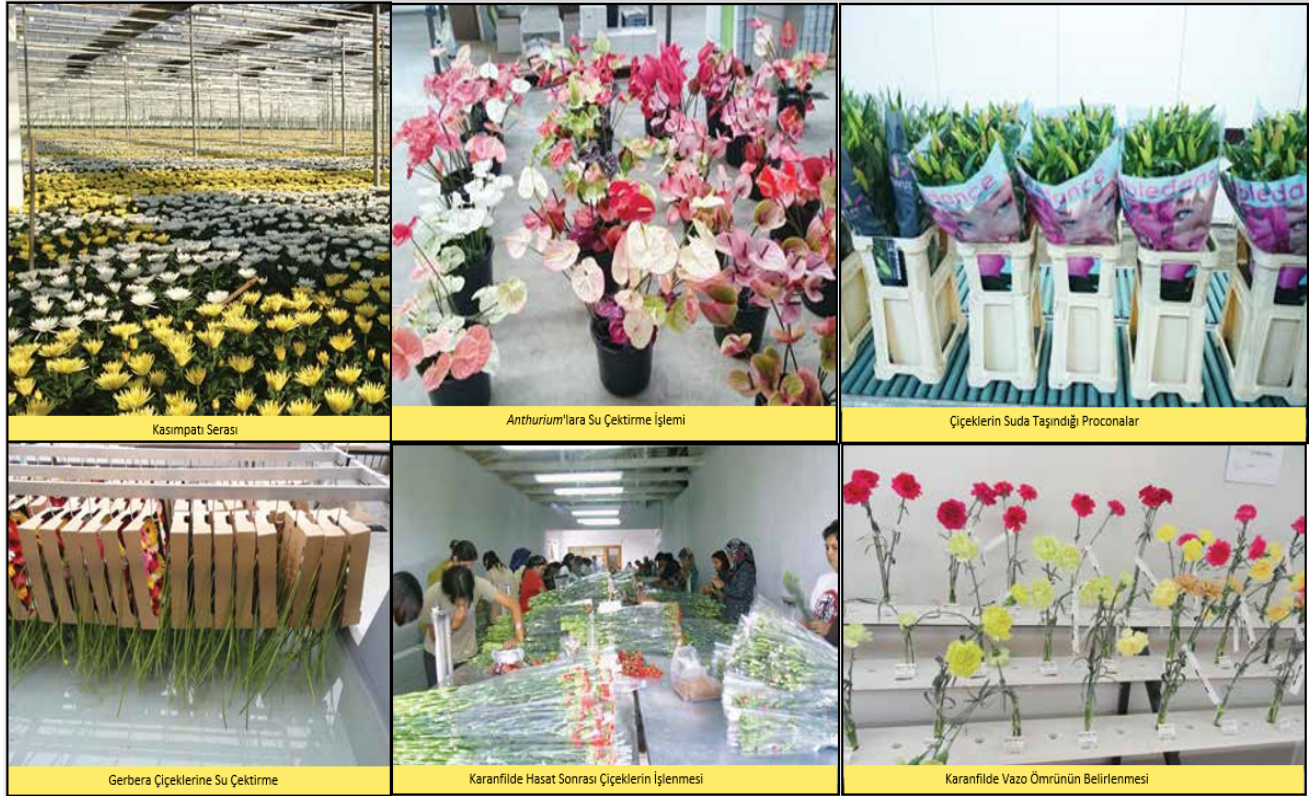 Kasımpatı Serası
Anthurium'lara Su Çektirme İşlemi
Çiçeklerin Suda Taşındığı Proconalar
Gerbera Çiçeklerine Su Çektirme
Karanfilde Hasat Sonrası Çiçeklerin İşlenmesi
Karanfilde Vazo Ömrünün Belirlenmesi